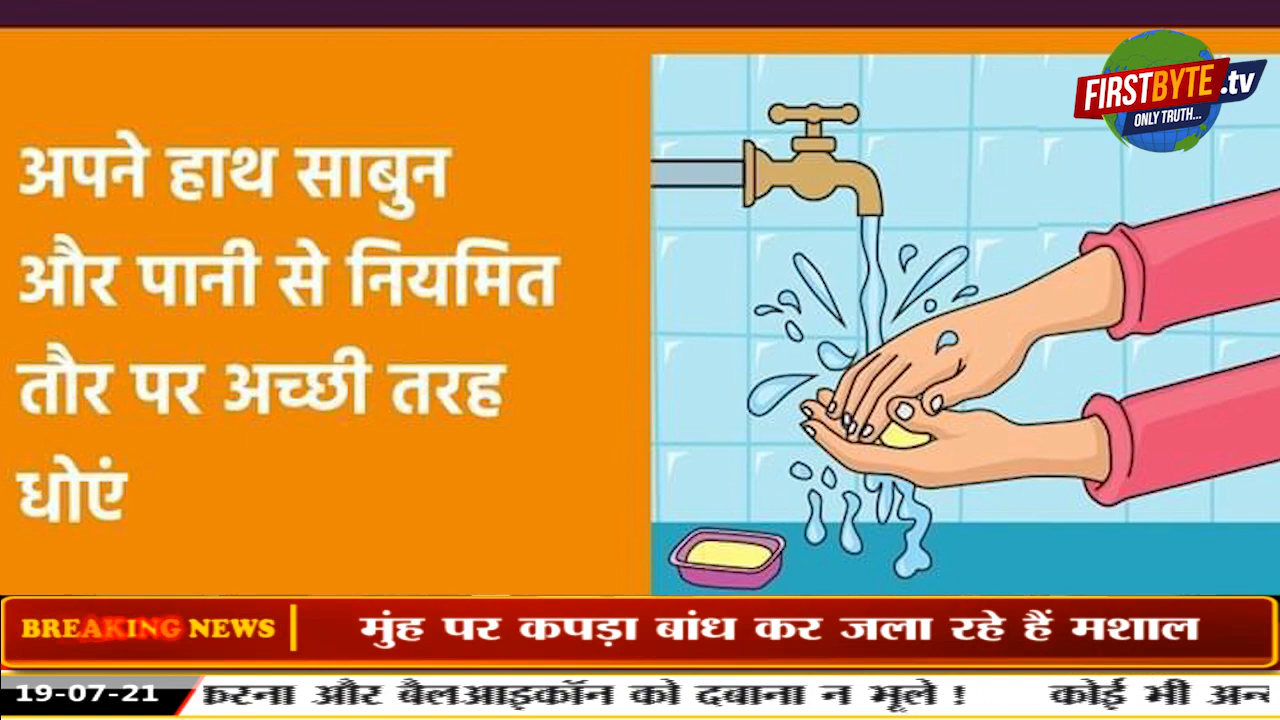 FIRSTBYTE.tv
ONLY TRUTH...
अपने हाथ साबुन
और पानी से नियमित
तौर पर अच्छी तरह
धोएं
BREAKING NEWS
मुंह पर कपड़ा बांध कर जला रहे हैं मशाल
19-07-21
करना और बैलआइकॉन को दबाना न भूले ! कोई भी